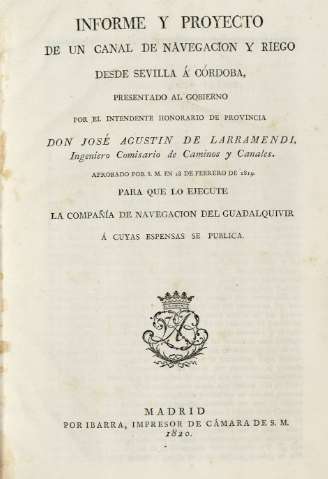 INFORME Y PROYECTO
DE UN CANAL DE NAVEGACION Y RIEGO
DESDE SEVILLA Á CÓRDOBA,
PRESENTADO AL GOBIERNO
POR EL INTENDENTE HONORARIO DE PROVINCIA
DON JOSÉ AGUSTIN DE LARRAMENDI,
Ingeniero Comisario de Caminos y Canales.
APROBADO POR S. M. EN 18 DE FEBRERO DE 1819.
PARA QUE LO EJECUTE
LA COMPAÑÍA DE NAVEGACION DEL GUADALQUIVIR
Á CUYAS ESPENSAS SE PUBLICA.
MADRID
POR IBARRA, IMPRESOR DE CÁMARA DE S. M.
1820.